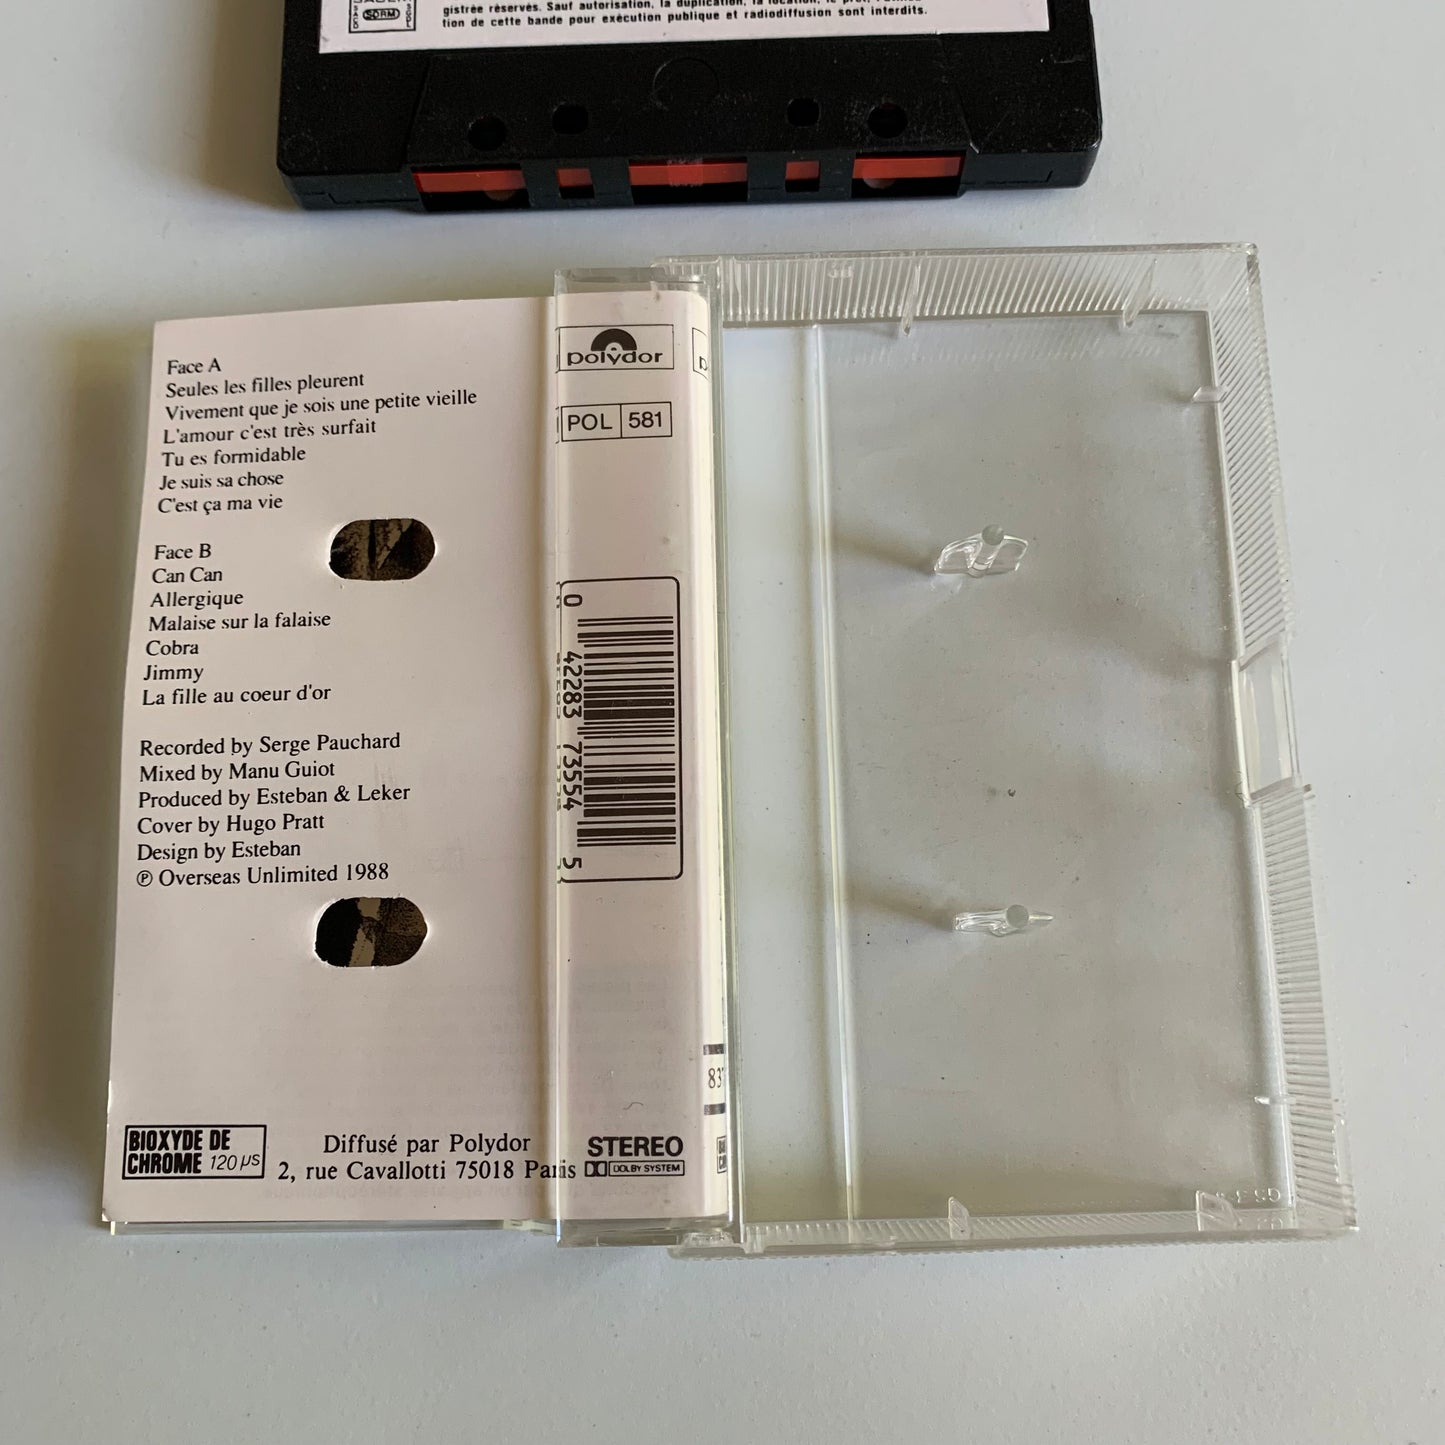 SACEM
SDRM
SACD
SGDL
gistrée réservés. Sauf autorisation, la duplication, la location, le prêt,
tion de cette bande pour exécution publique et radiodiffusion sont interdits.
Face A
Seules les filles pleurent
Vivement que je sois une petite vieille
L'amour c'est très surfait
Tu es formidable
Je suis sa chose
C'est ça ma vie
Face B
Can Can
Allergique
Malaise sur la falaise
Cobra
Jimmy
La fille au coeur d'or
Recorded by Serge Pauchard
Mixed by Manu Guiot
Produced by Esteban & Leker
Cover by Hugo Pratt
Design by Esteban
℗ Overseas Unlimited 1988
BIOXYDE DE
CHROME 120 µs
Diffusé par Polydor
2, rue Cavallotti 75018 Paris
polydor
POL 581
0 42283 73554 5
STEREO
DOLBY SYSTEM
83